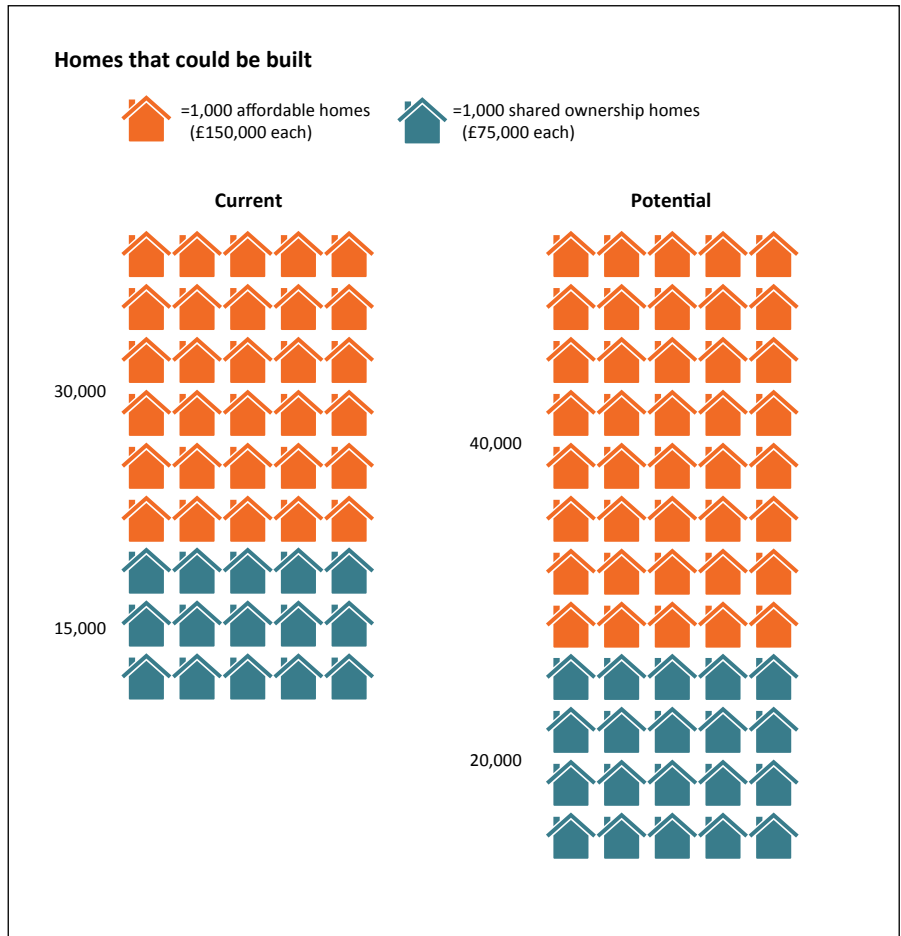 Homes that could be built
=1,000 affordable homes
(£150,000 each)
=1,000 shared ownership homes
(£75,000 each)
Current
30,000
15,000
Potential
40,000
20,000